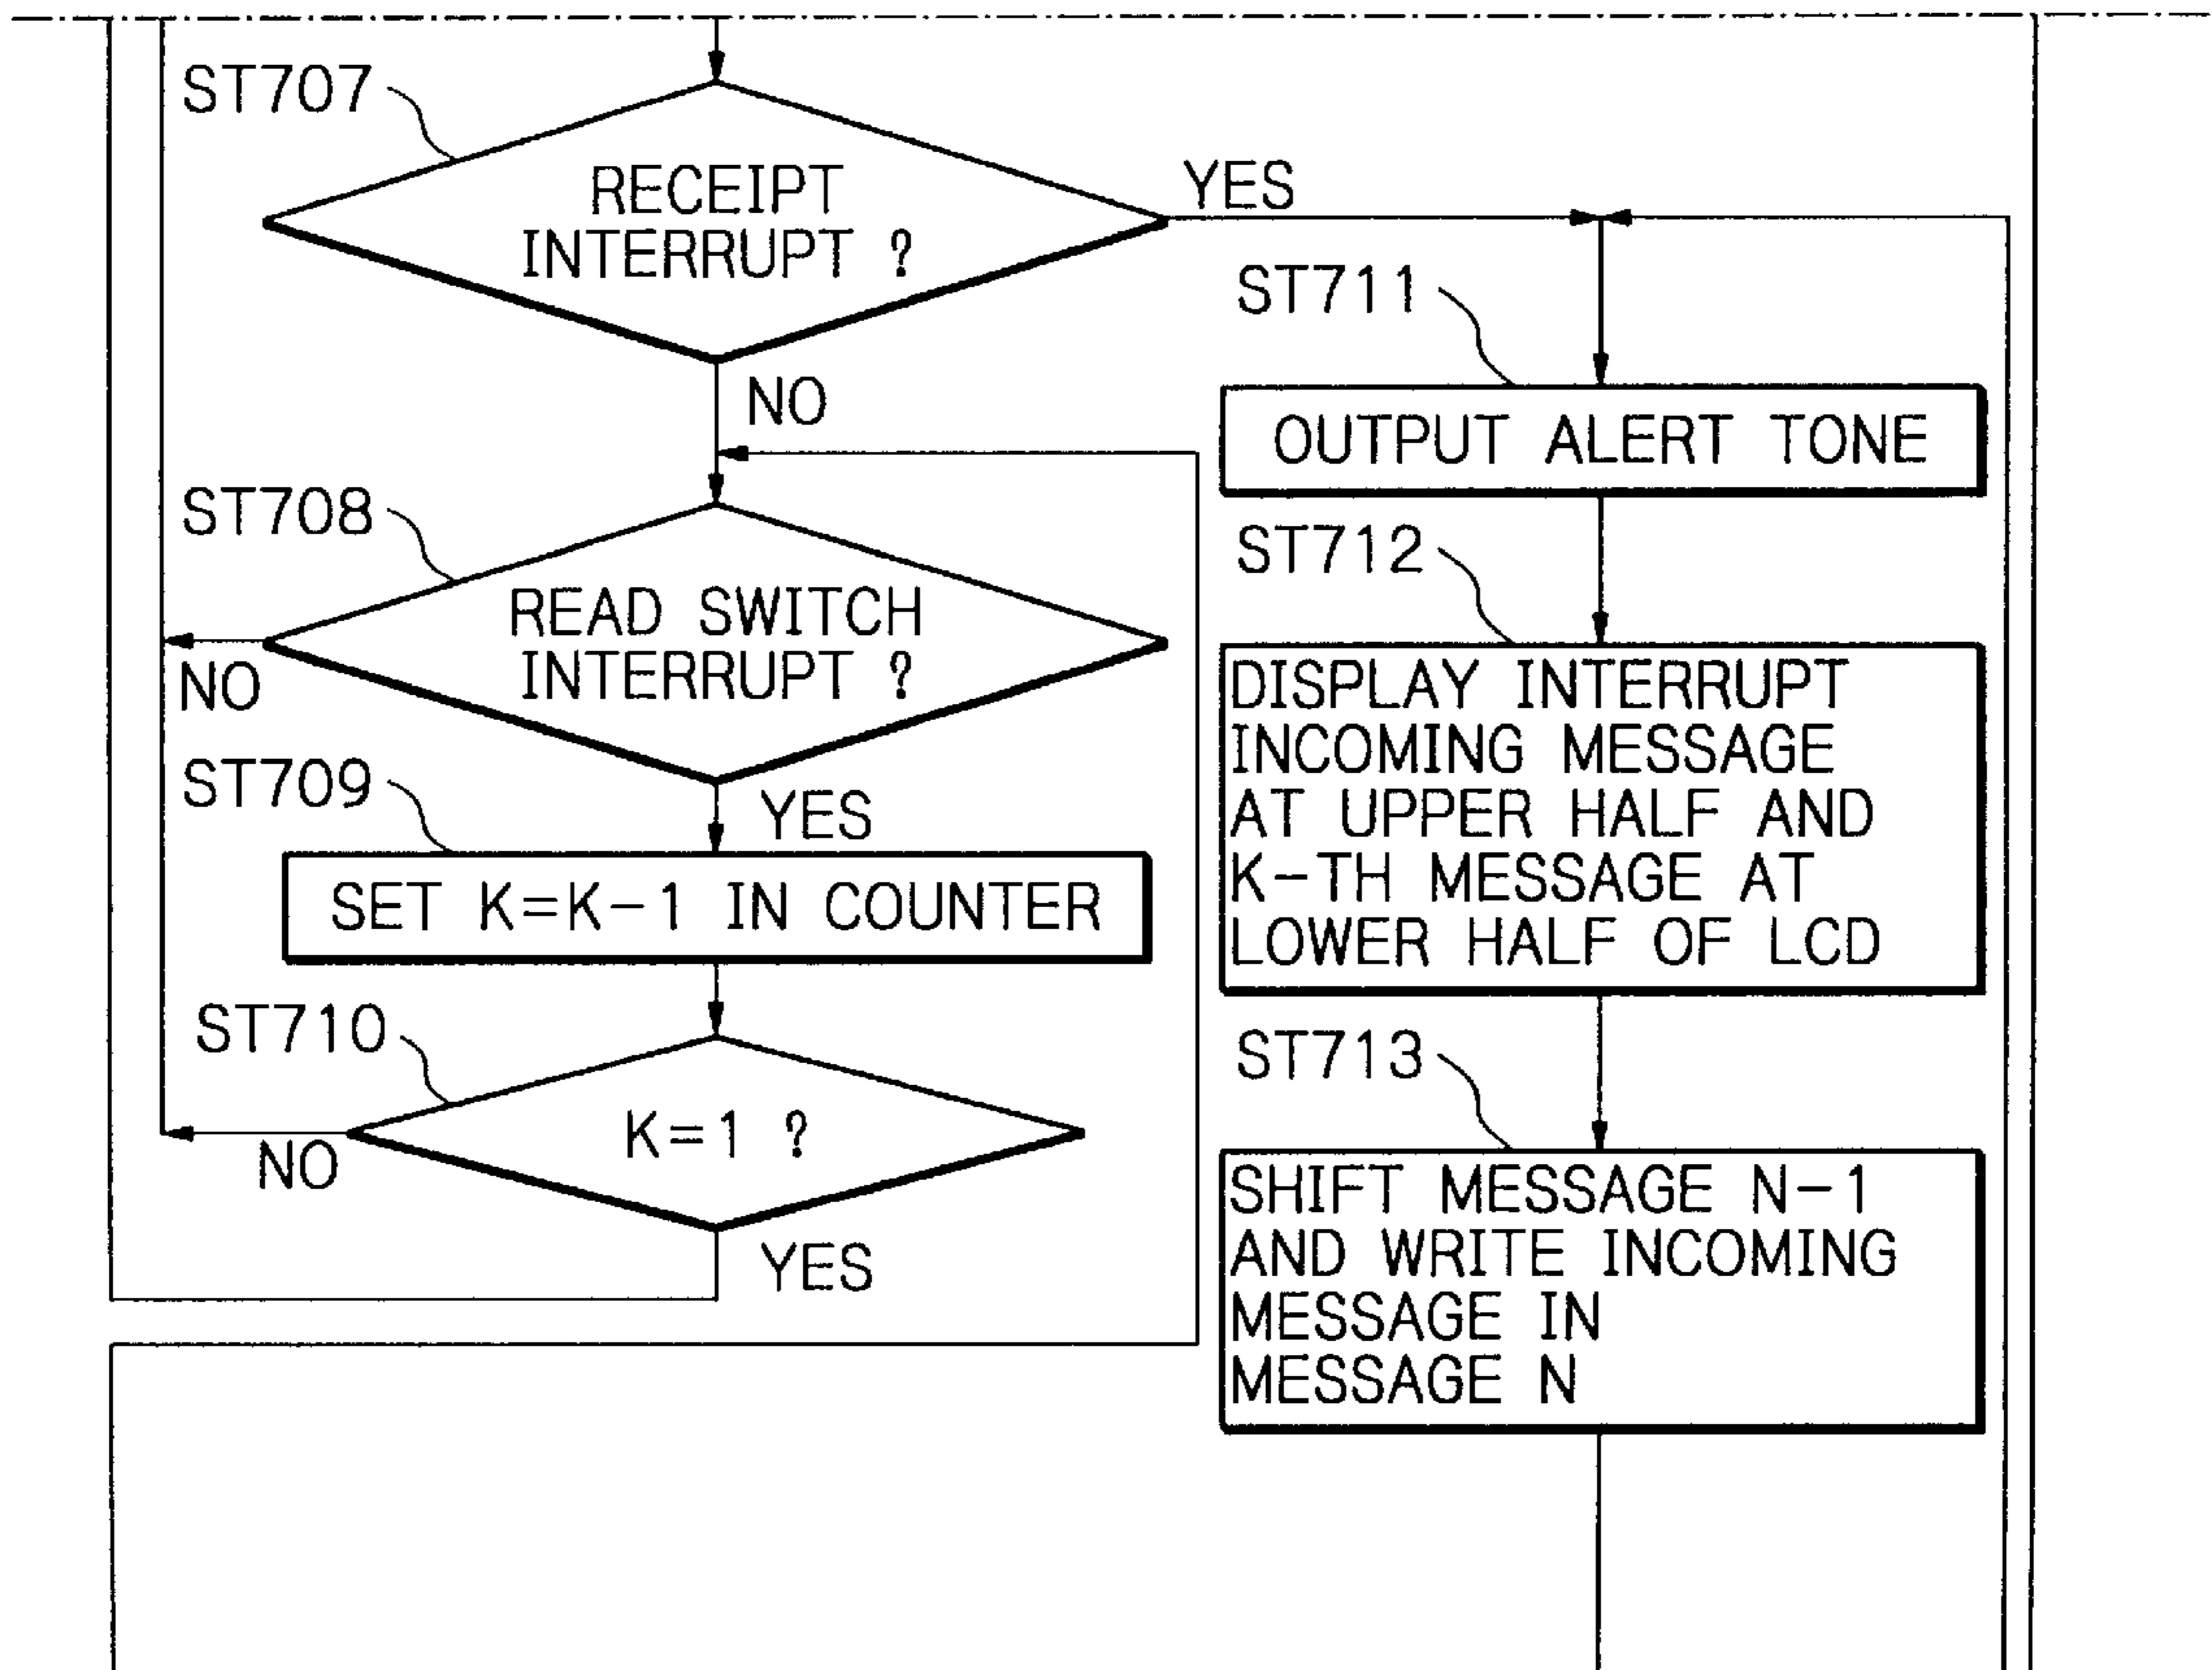 ST707
RECEIPT
INTERRUPT ?
YES
NO
ST708
READ SWITCH
INTERRUPT ?
NO
YES
ST709
SET K=K-1 IN COUNTER
ST710
K=1 ?
NO
YES
ST711
OUTPUT ALERT TONE
ST712
DISPLAY INTERRUPT
INCOMING MESSAGE
AT UPPER HALF AND
K-TH MESSAGE AT
LOWER HALF OF LCD
ST713
SHIFT MESSAGE N-1
AND WRITE INCOMING
MESSAGE IN
MESSAGE N